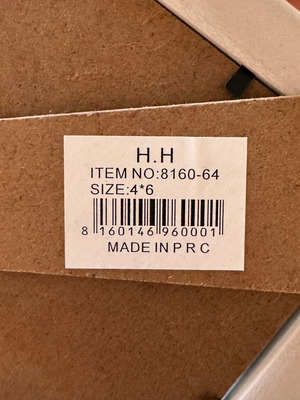 H.H
ITEM NO:8160-64
SIZE:4*6
8 160146 960001
MADE IN P R C